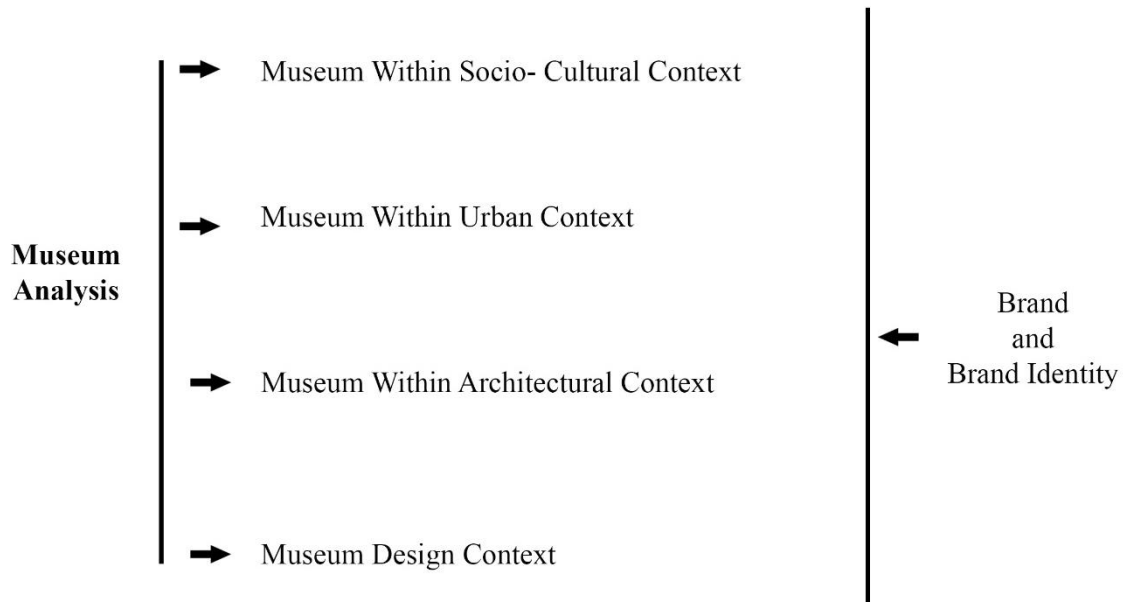 Museum Within Socio- Cultural Context
Museum Within Urban Context
Museum
Analysis
Museum Within Architectural Context
Museum Design Context
Brand
and
Brand Identity